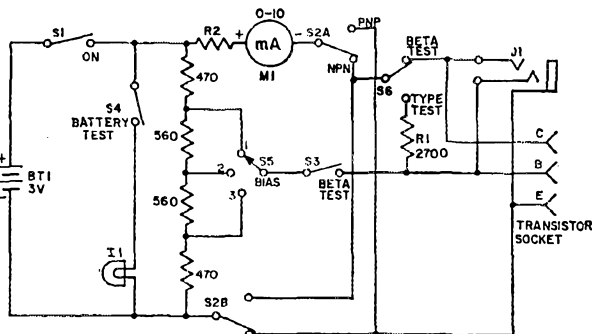 S1
ON
R2
+
0-10
mA
M1
-
S2A
PNP
NPN
BETA
TEST
S6
J1
470
S4
BATTERY
TEST
560
TYPE
TEST
R1
2700
C
1
2
S5
BIAS
S3
BETA
TEST
B
+
BT1
3V
-
560
3
E
TRANSISTOR
SOCKET
I1
470
S2B